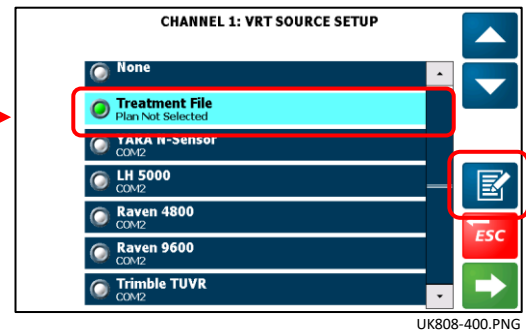 CHANNEL 1: VRT SOURCE SETUP
None
Treatment File
Plan Not Selected
YARA N-Sensor
COM2
LH 5000
COM2
Raven 4800
COM2
Raven 9600
COM2
Trimble TUVR
COM2
ESC
UK808-400.PNG